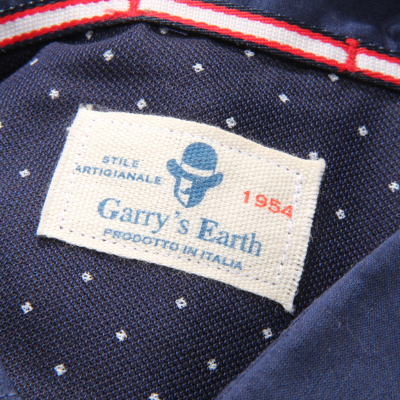 STILE
ARTIGIANALE
1954
Garry's Earth
PRODOTTO IN ITALIA